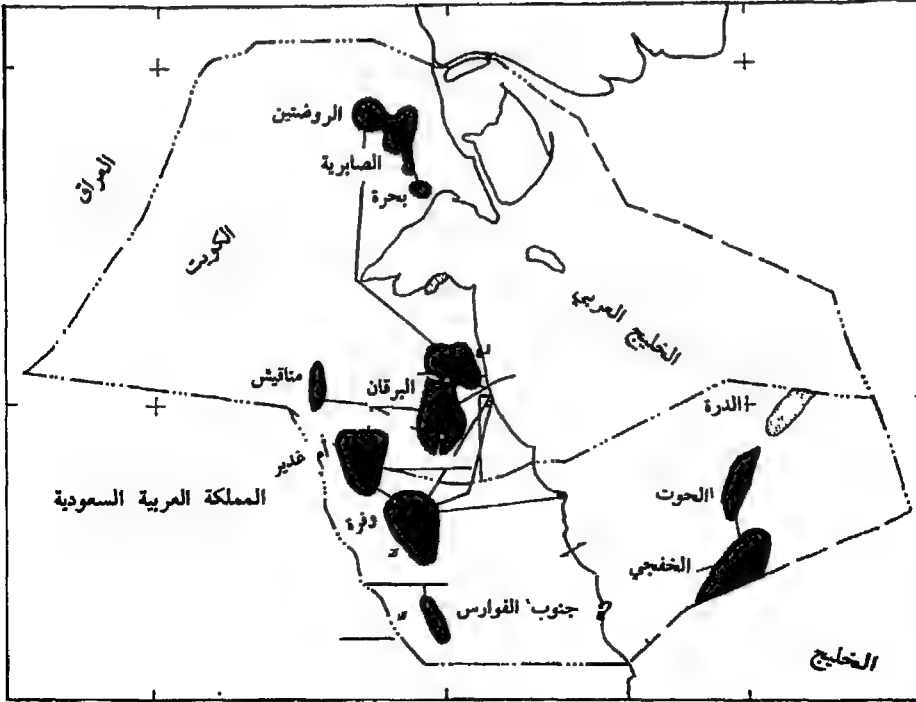 الروضتين
الصابرية
بحرة
العراق
الكويت
الخليج العربي
مناقيش
البرقان
الدرة
أم غدير
المملكة العربية السعودية
الحوت
وفرة
الخفجي
جنوب الفوارس
الخليج